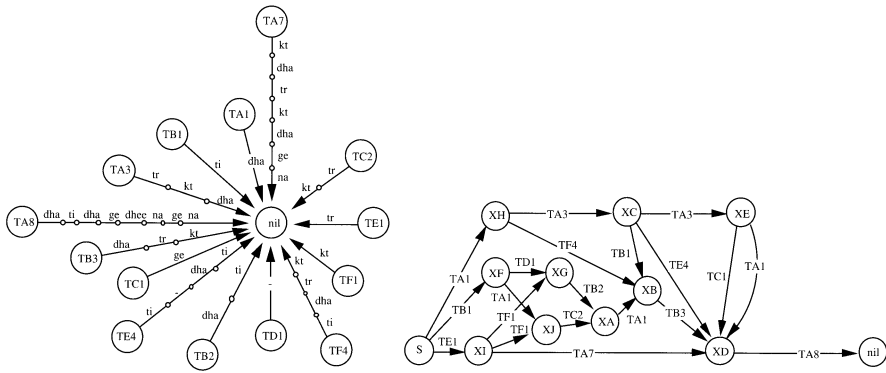 TA7
kt
dha
tr
kt
dha
ge
na
TA1
dha
TB1
ti
TC2
tr
kt
TA3
tr
kt
dha
TA8
dha ti dha ge dhee na ge na
nil
tr
TE1
TB3
dha tr kt
TC1
ge
TF1
kt
TE4
ti - dha ti
TB2
dha
ti
TD1
-
TF4
kt
tr
dha
ti
XH
TA3
XC
TA3
XE
TF4
TB1
TE4
TC1
TA1
TA1
XF
TD1
XG
TB1
TA1
TB2
XB
TF1
TF1
XJ
TC2
XA
TA1
TB3
S
TE1
XI
TA7
XD
TA8
nil